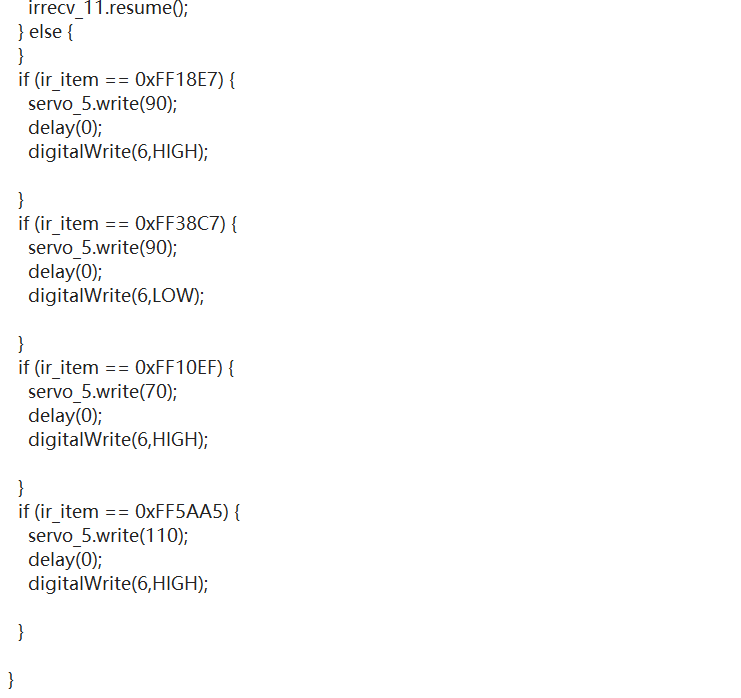 irrecv_11.resume();
} else {
}
if (ir_item == 0xFF18E7) {
servo_5.write(90);
delay(0);
digitalWrite(6,HIGH);
}
if (ir_item == 0xFF38C7) {
servo_5.write(90);
delay(0);
digitalWrite(6,LOW);
}
if (ir_item == 0xFF10EF) {
servo_5.write(70);
delay(0);
digitalWrite(6,HIGH);
}
if (ir_item == 0xFF5AA5) {
servo_5.write(110);
delay(0);
digitalWrite(6,HIGH);
}
}